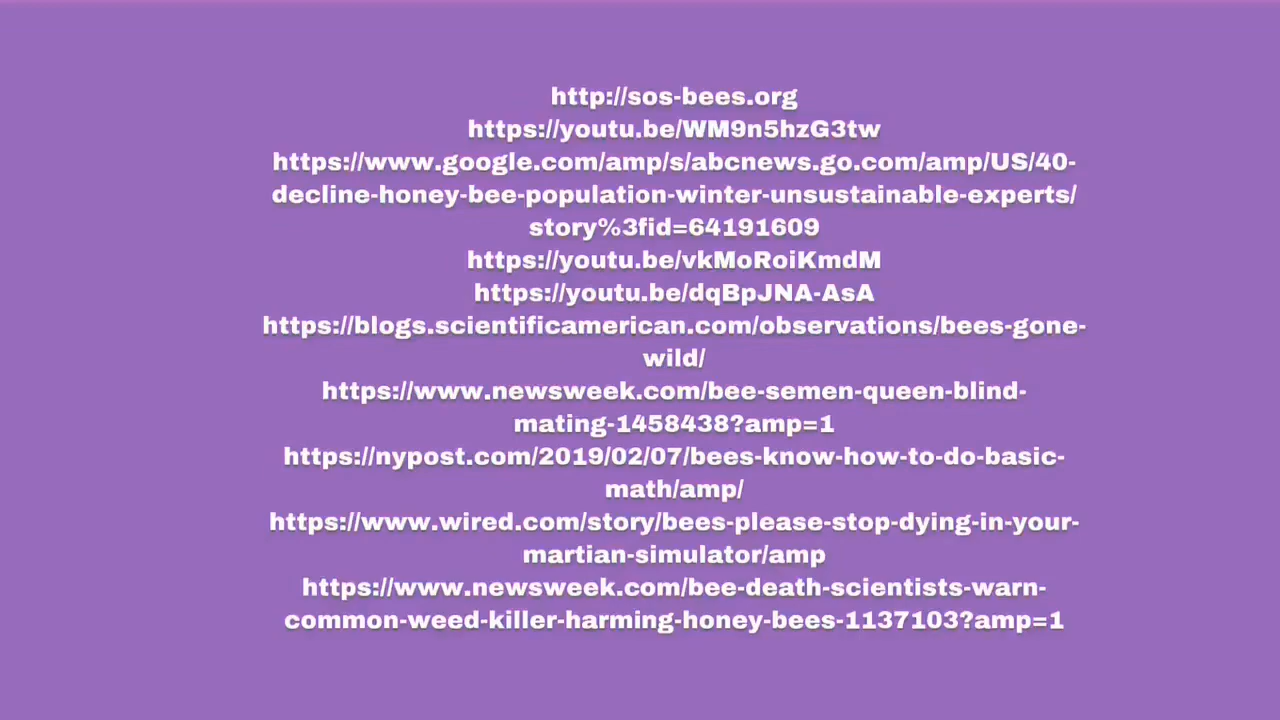 http://sos-bees.org
https://youtu.be/WM9n5hzG3tw
https://www.google.com/amp/s/abcnews.go.com/amp/US/40-
decline-honey-bee-population-winter-unsustainable-experts/
story%3fid=64191609
https://youtu.be/vkMoRoiKmdM
https://youtu.be/dqBpJNA-AsA
https://blogs.scientificamerican.com/observations/bees-gone-
wild/
https://www.newsweek.com/bee-semen-queen-blind-
mating-1458438?amp=1
https://nypost.com/2019/02/07/bees-know-how-to-do-basic-
math/amp/
https://www.wired.com/story/bees-please-stop-dying-in-your-
martian-simulator/amp
https://www.newsweek.com/bee-death-scientists-warn-
common-weed-killer-harming-honey-bees-1137103?amp=1